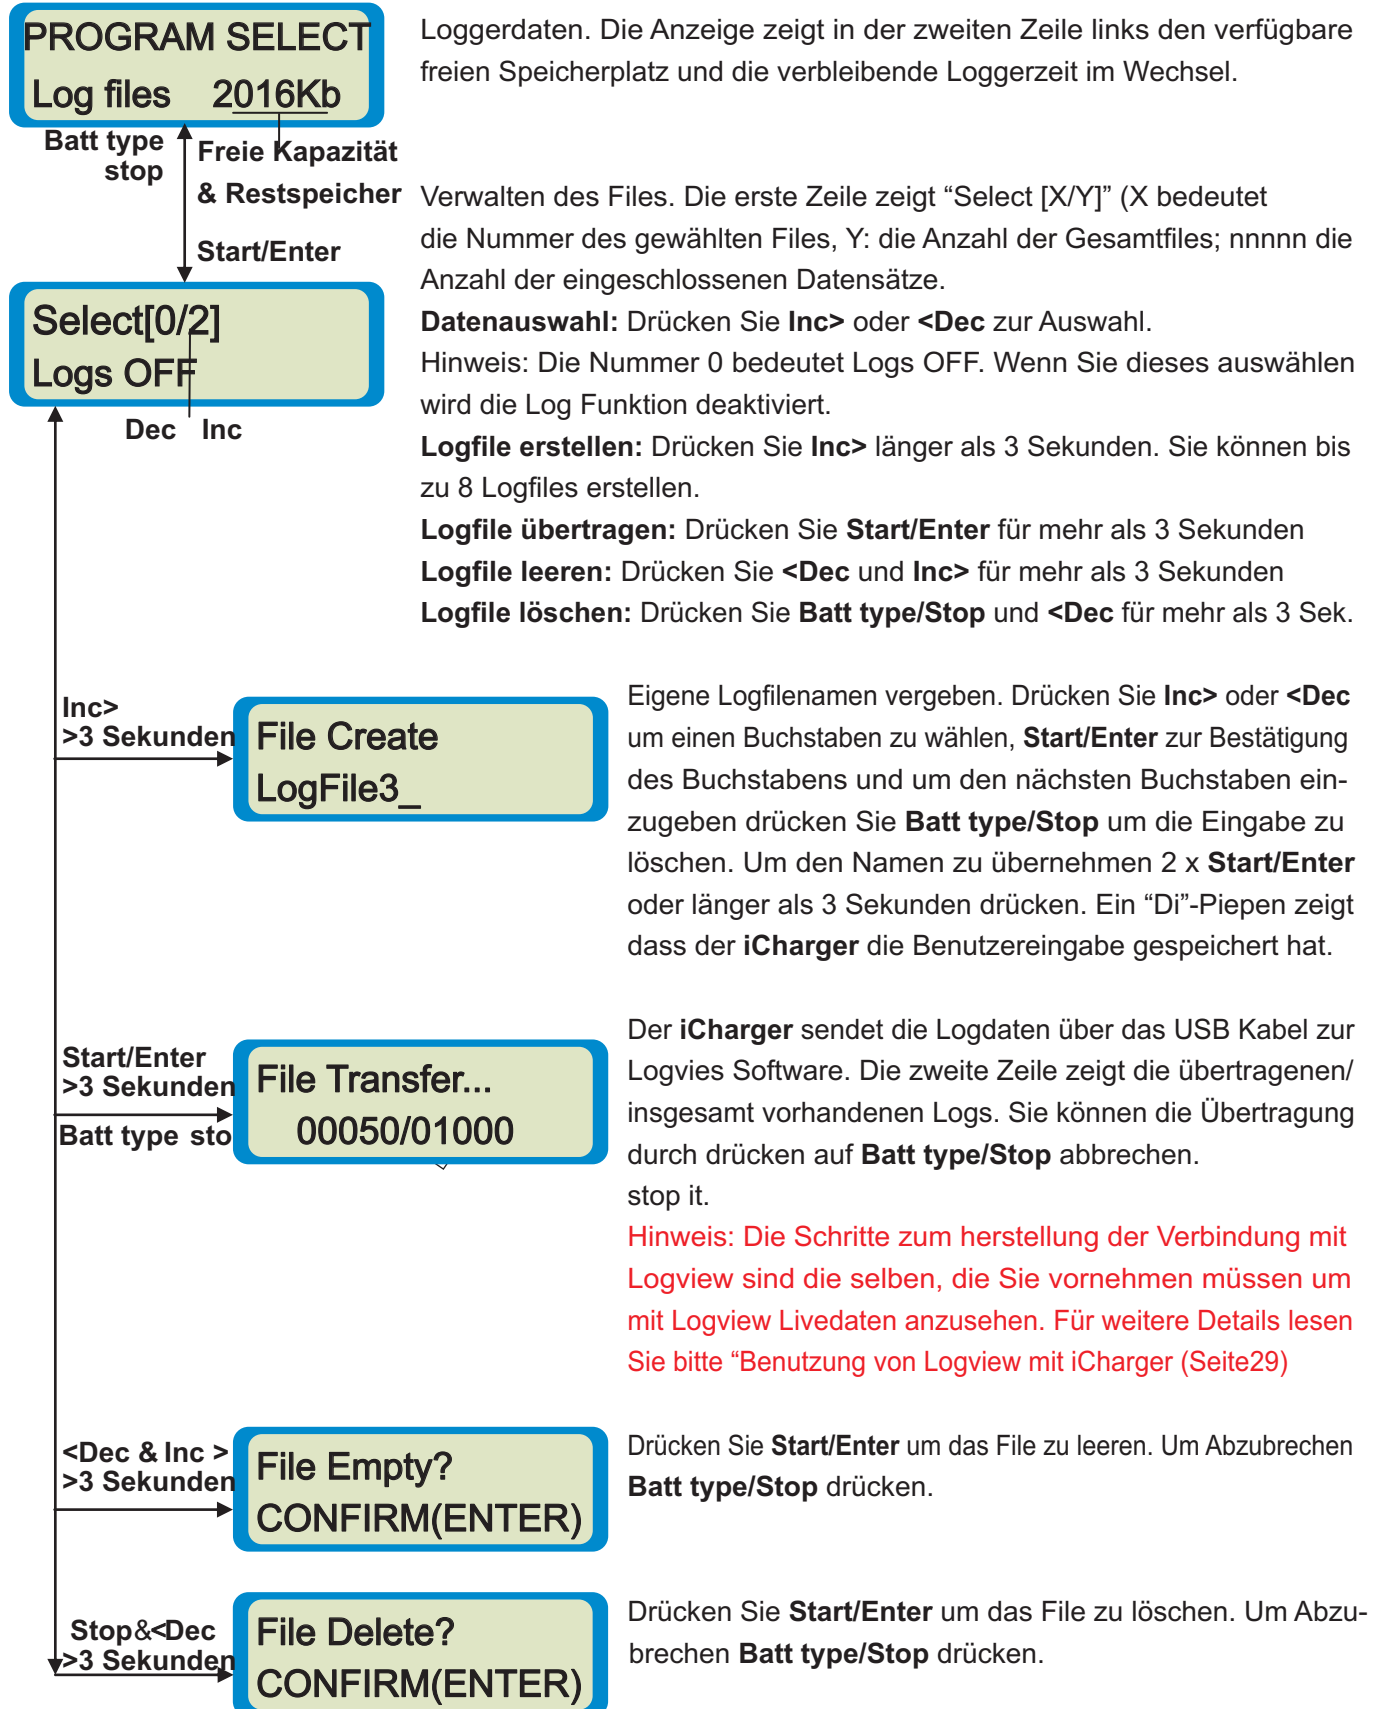 PROGRAM SELECT
Log files 2016Kb
Loggerdaten. Die Anzeige zeigt in der zweiten Zeile links den verfügbare
freien Speicherplatz und die verbleibende Loggerzeit im Wechsel.
Batt type
stop
Freie Kapazität
& Restspeicher
Start/Enter
Verwalten des Files. Die erste Zeile zeigt “Select [X/Y]” (X bedeutet
die Nummer des gewählten Files, Y: die Anzahl der Gesamtfiles; nnnnn die
Anzahl der eingeschlossenen Datensätze.
Datenauswahl: Drücken Sie Inc> oder <Dec zur Auswahl.
Hinweis: Die Nummer 0 bedeutet Logs OFF. Wenn Sie dieses auswählen
wird die Log Funktion deaktiviert.
Logfile erstellen: Drücken Sie Inc> länger als 3 Sekunden. Sie können bis
zu 8 Logfiles erstellen.
Logfile übertragen: Drücken Sie Start/Enter für mehr als 3 Sekunden
Logfile leeren: Drücken Sie <Dec und Inc> für mehr als 3 Sekunden
Logfile löschen: Drücken Sie Batt type/Stop und <Dec für mehr als 3 Sek.
Select[0/2]
Logs OFF
Dec Inc
Inc>
>3 Sekunden
File Create
LogFile3_
Eigene Logfilenamen vergeben. Drücken Sie Inc> oder <Dec
um einen Buchstaben zu wählen, Start/Enter zur Bestätigung
des Buchstabens und um den nächsten Buchstaben ein-
zugeben drücken Sie Batt type/Stop um die Eingabe zu
löschen. Um den Namen zu übernehmen 2 x Start/Enter
oder länger als 3 Sekunden drücken. Ein “Di”-Piepen zeigt
dass der iCharger die Benutzereingabe gespeichert hat.
Start/Enter
>3 Sekunden
Batt type sto
File Transfer...
00050/01000
Der iCharger sendet die Logdaten über das USB Kabel zur
Logvies Software. Die zweite Zeile zeigt die übertragenen/
insgesamt vorhandenen Logs. Sie können die Übertragung
durch drücken auf Batt type/Stop abbrechen.
stop it.
Hinweis: Die Schritte zum herstellung der Verbindung mit
Logview sind die selben, die Sie vornehmen müssen um
mit Logview Livedaten anzusehen. Für weitere Details lesen
Sie bitte “Benutzung von Logview mit iCharger (Seite29)
<Dec & Inc >
>3 Sekunden
File Empty?
CONFIRM(ENTER)
Drücken Sie Start/Enter um das File zu leeren. Um Abzubrechen
Batt type/Stop drücken.
Stop&<Dec
>3 Sekunden
File Delete?
CONFIRM(ENTER)
Drücken Sie Start/Enter um das File zu löschen. Um Abzu-
brechen Batt type/Stop drücken.